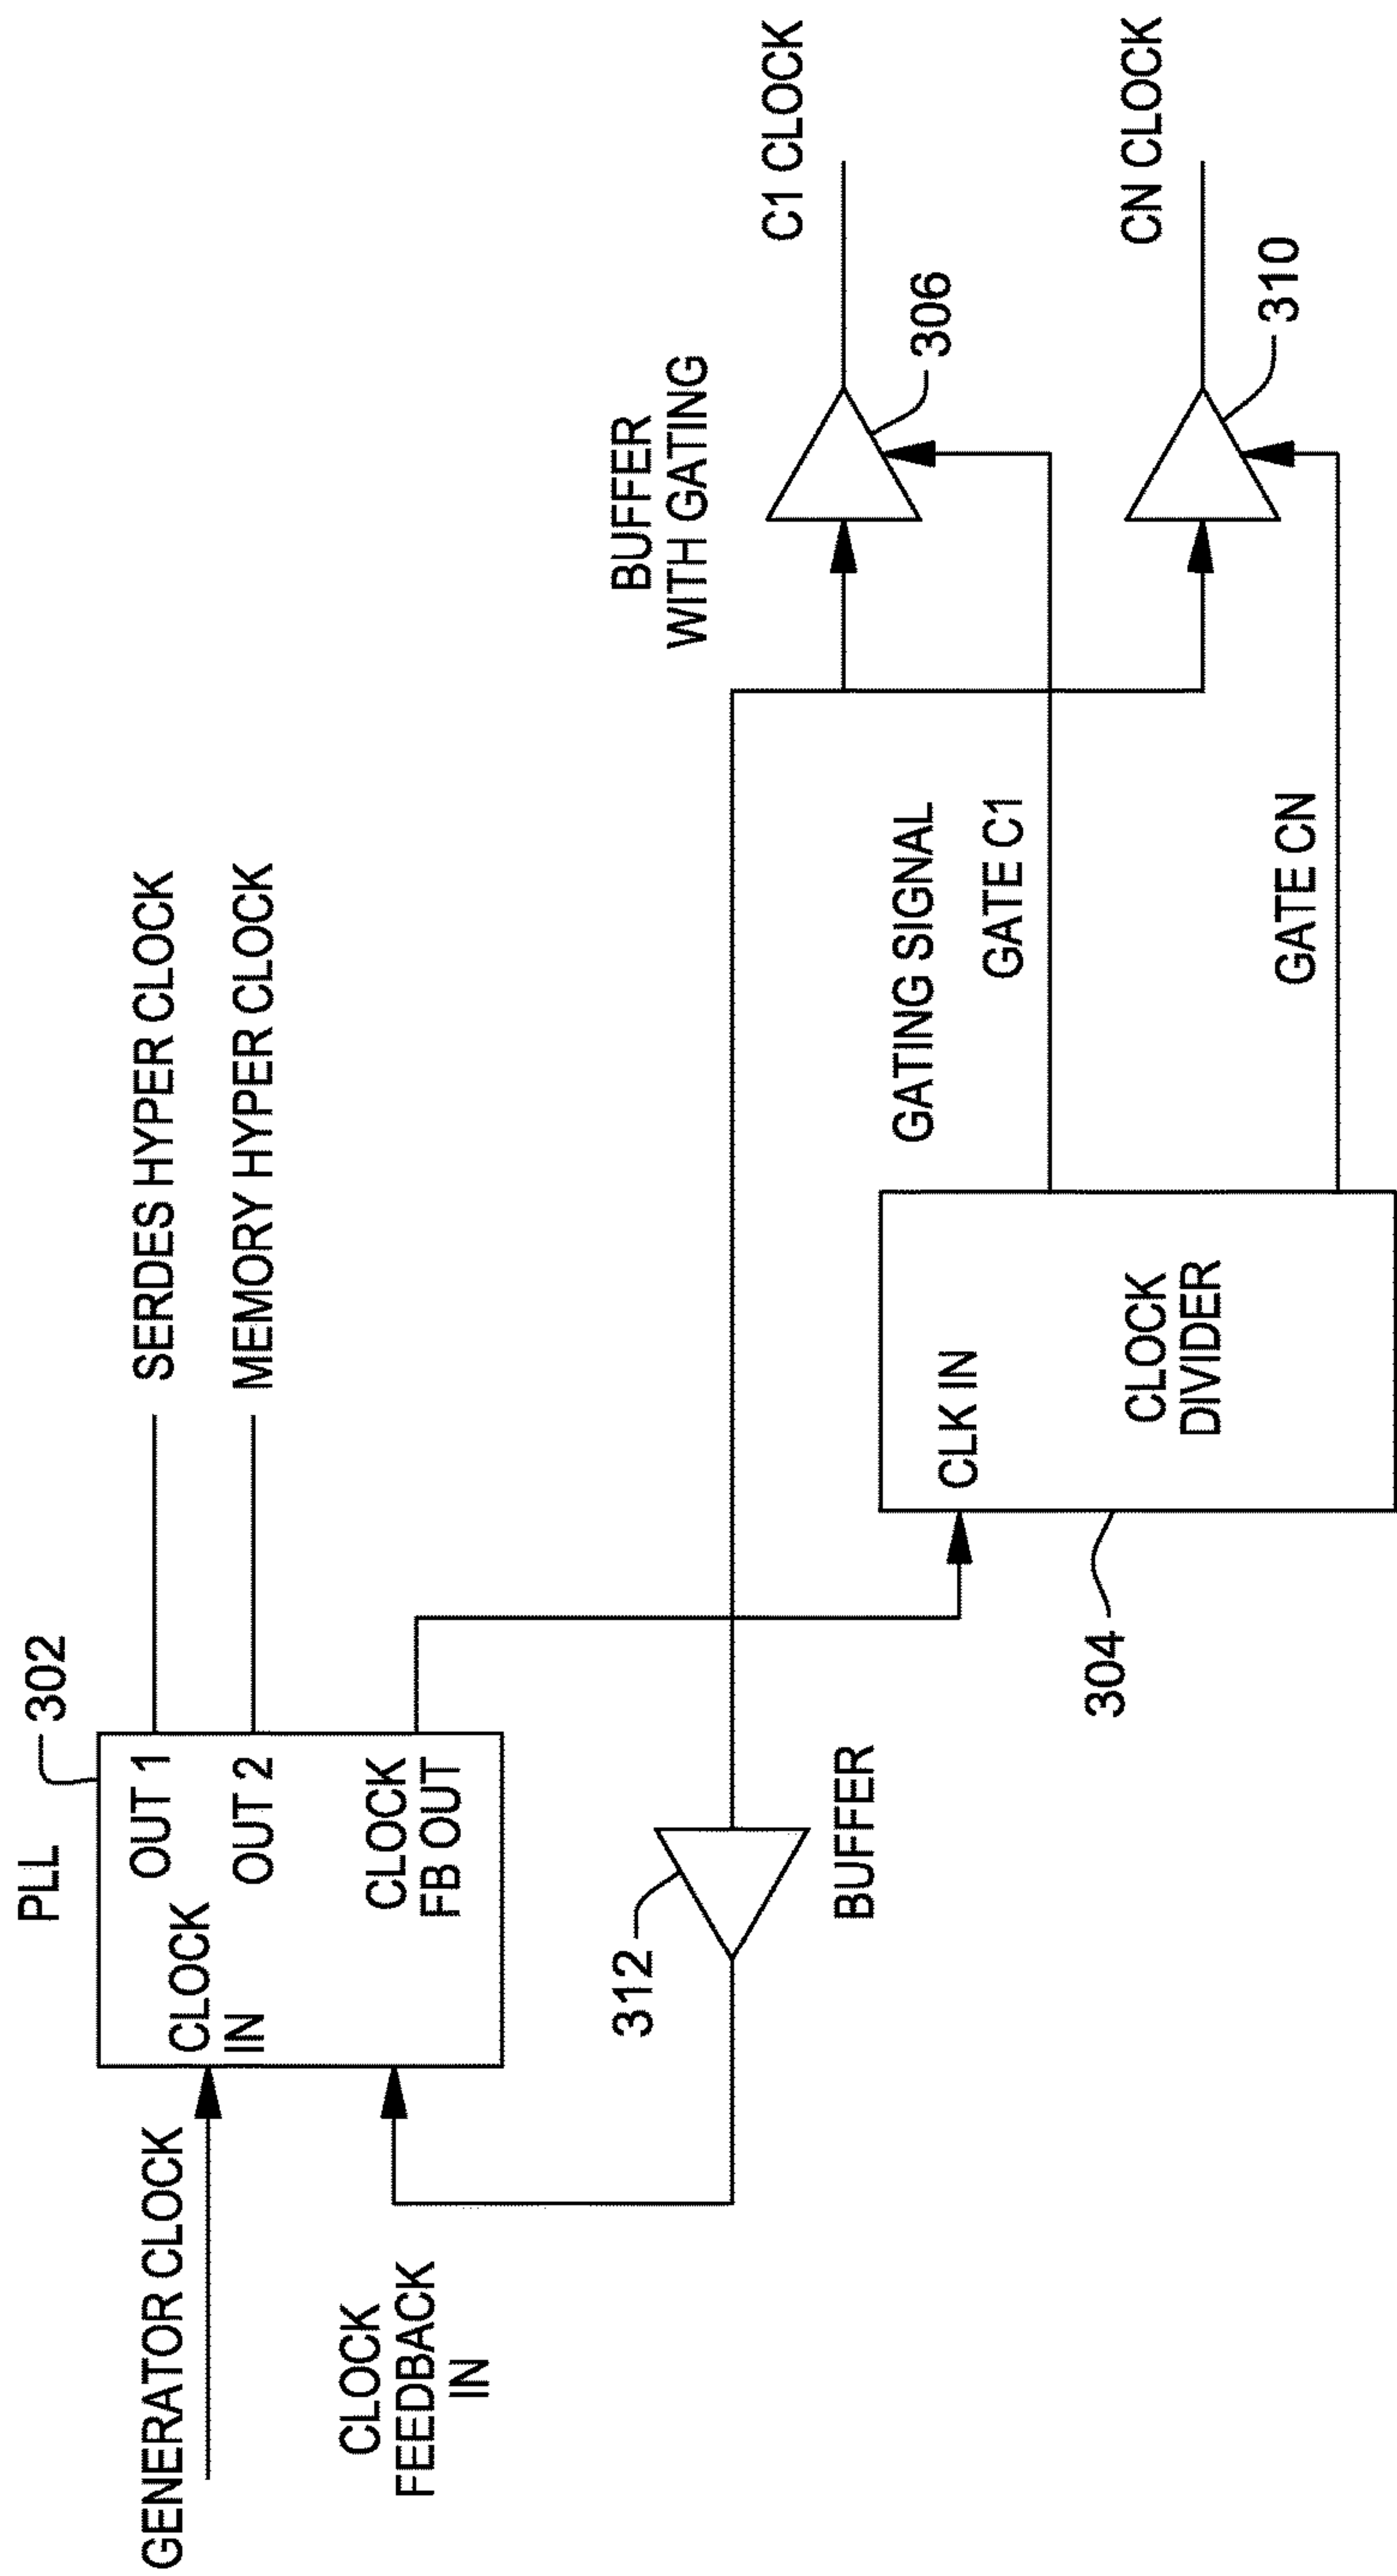 PLL
302
GENERATOR CLOCK
CLOCK
IN
OUT 1
OUT 2
CLOCK
FB OUT
SERDES HYPER CLOCK
MEMORY HYPER CLOCK
CLOCK
FEEDBACK
IN
312
BUFFER
BUFFER
WITH GATING
C1 CLOCK
306
GATING SIGNAL
GATE C1
CLK IN
CLOCK
DIVIDER
304
GATE CN
CN CLOCK
310